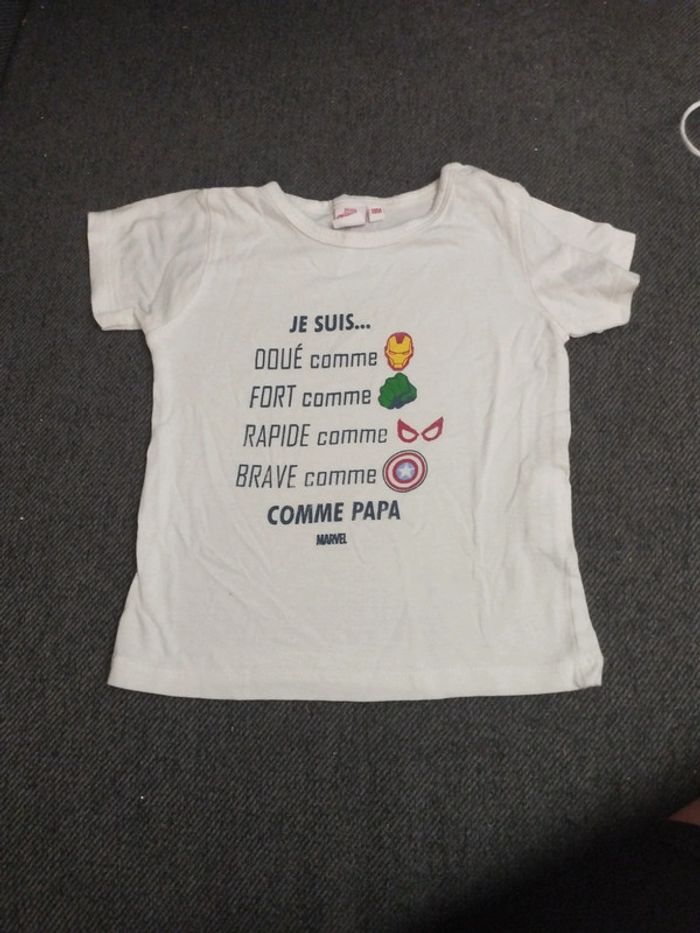 JE SUIS...
DOUÉ comme
FORT comme
RAPIDE comme
BRAVE comme
COMME PAPA
MARVEL